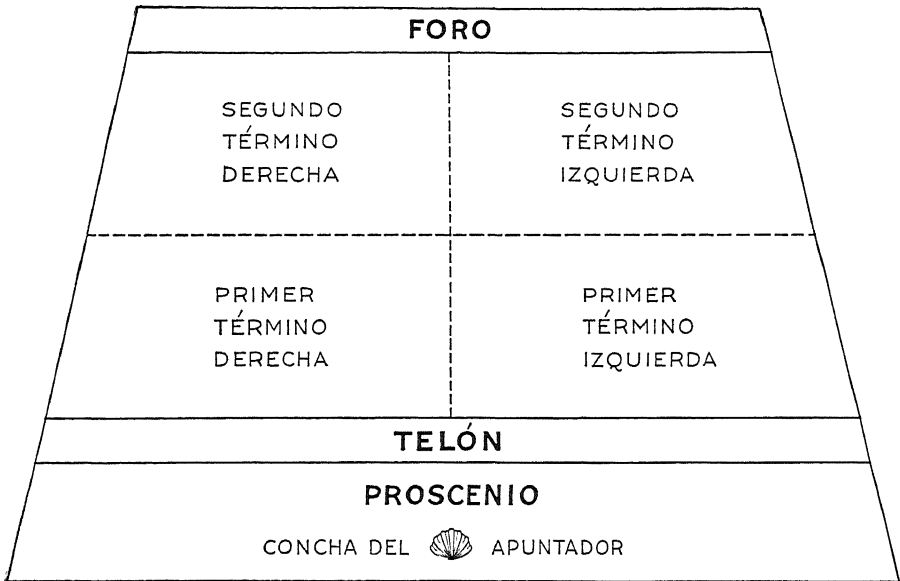 FORO
SEGUNDO
TÉRMINO
DERECHA
SEGUNDO
TÉRMINO
IZQUIERDA
PRIMER
TÉRMINO
DERECHA
PRIMER
TÉRMINO
IZQUIERDA
TELÓN
PROSCENIO
CONCHA DEL APUNTADOR